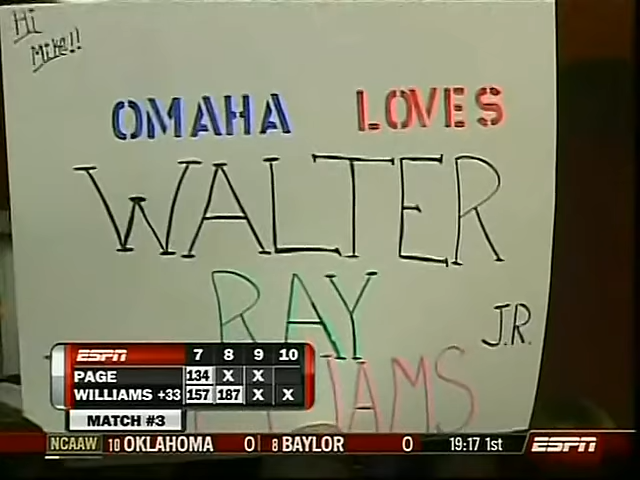 Hi
Mike!!
OMAHA LOVES
WALTER
RAY
J.R.
IAMS
ESPN 7 8 9 10
PAGE 134 X X
WILLIAMS +33 157 187 X X
MATCH #3
NCAAW 10 OKLAHOMA 0 8 BAYLOR 0 19:17 1st ESPN